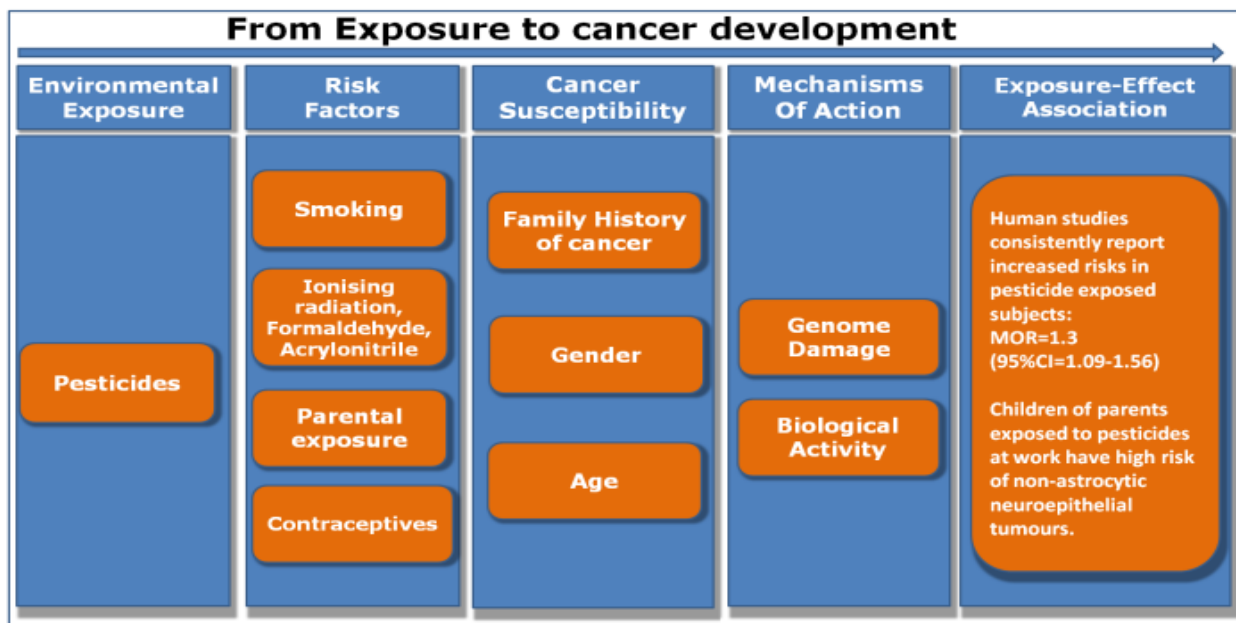 From Exposure to cancer development
Environmental
Exposure
Risk
Factors
Cancer
Susceptibility
Mechanisms
Of Action
Exposure-Effect
Association
Pesticides
Smoking
Ionising
radiation,
Formaldehyde,
Acrylonitrile
Parental
exposure
Contraceptives
Family History
of cancer
Gender
Age
Genome
Damage
Biological
Activity
Human studies
consistently report
increased risks in
pesticide exposed
subjects:
MOR=1.3
(95%CI=1.09-1.56)
Children of parents
exposed to pesticides
at work have high risk
of non-astrocytic
neuroepithelial
tumours.